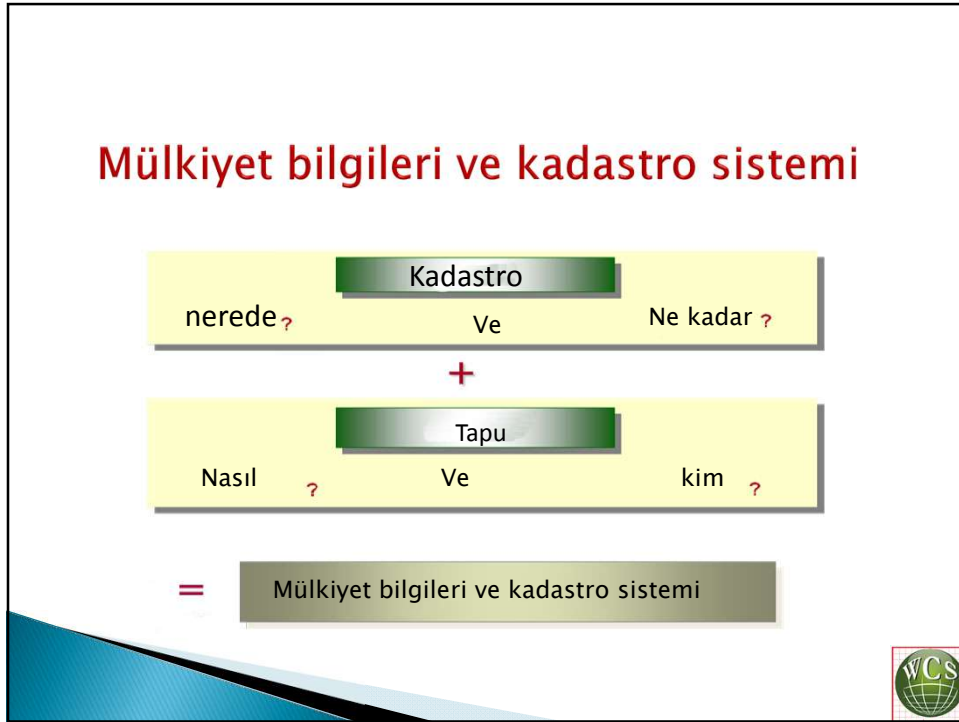 Mülkiyet bilgileri ve kadastro sistemi
Kadastro
nerede ? Ve Ne kadar ?
+
Tapu
Nasıl ? Ve kim ?
= Mülkiyet bilgileri ve kadastro sistemi
WCS